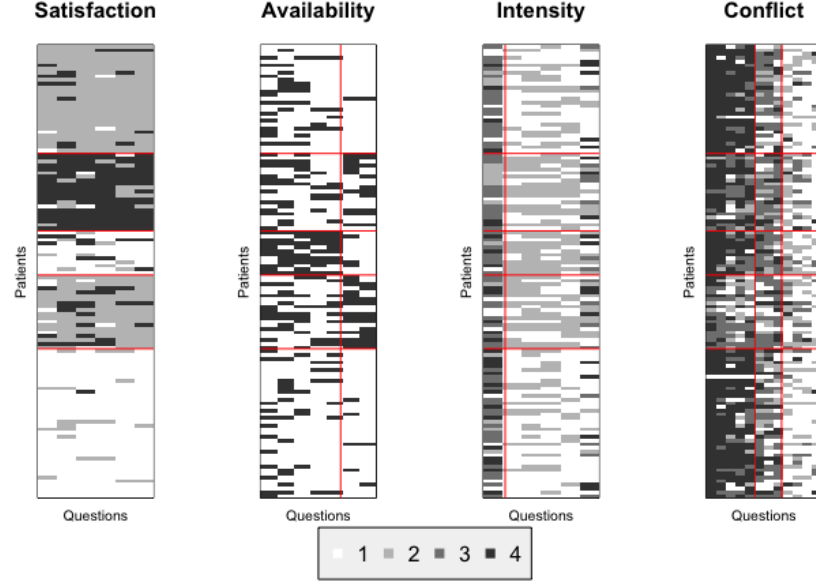 Satisfaction Availability Intensity Conflict
Patients Patients Patients Patients
Questions Questions Questions Questions
1 2 3 4